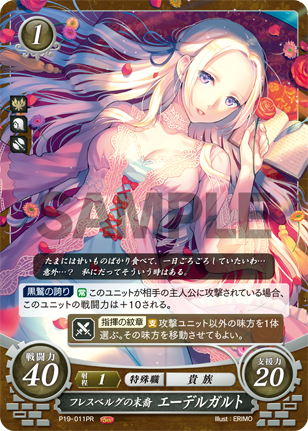 1
SAMPLE
たまには甘いものばかり食べて、一日ごろごろしていたいわ…
意外…? 私にだってそういう時はある。
黒鷲の誇り 常 このユニットが相手の主人公に攻撃されている場合、
このユニットの戦闘力は+10される。
指揮の紋章 支 攻撃ユニット以外の味方を1体
選ぶ。その味方を移動させてもよい。
戦闘力
40
射程 1 特殊職 貴族
支援力
20
フレスベルグの末裔 エーデルガルト
P19-011PR
Illust : ERIMO